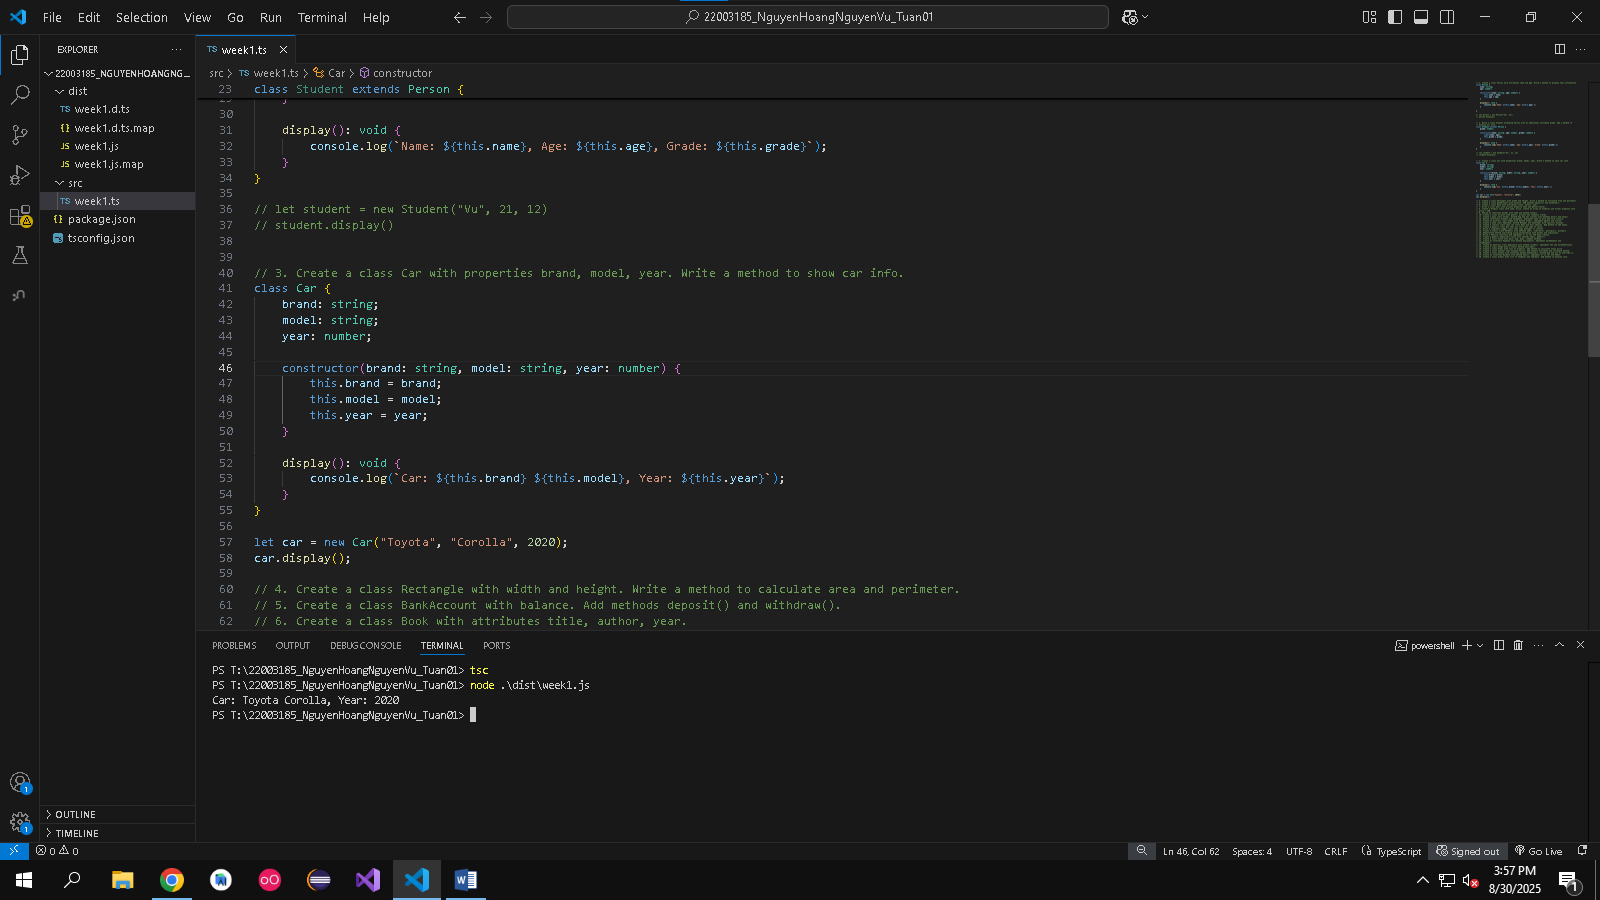 File Edit Selection View Go Run Terminal Help
22003185_NguyenHoangNguyenVu_Tuan01
EXPLORER
22003185_NGUYENHOANGNG...
dist
TS week1.d.ts
{} week1.d.ts.map
JS week1.js
JS week1.js.map
src
TS week1.ts
{} package.json
tsconfig.json
OUTLINE
TIMELINE
TS week1.ts
src > TS week1.ts > Car > constructor
23 class Student extends Person {
30
31 display(): void {
32 console.log(`Name: ${this.name}, Age: ${this.age}, Grade: ${this.grade}`);
33 }
34 }
35
36 // let student = new Student("Vu", 21, 12)
37 // student.display()
38
39
40 // 3. Create a class Car with properties brand, model, year. Write a method to show car info.
41 class Car {
42 brand: string;
43 model: string;
44 year: number;
45
46 constructor(brand: string, model: string, year: number) {
47 this.brand = brand;
48 this.model = model;
49 this.year = year;
50 }
51
52 display(): void {
53 console.log(`Car: ${this.brand} ${this.model}, Year: ${this.year}`);
54 }
55 }
56
57 let car = new Car("Toyota", "Corolla", 2020);
58 car.display();
59
60 // 4. Create a class Rectangle with width and height. Write a method to calculate area and perimeter.
61 // 5. Create a class BankAccount with balance. Add methods deposit() and withdraw().
62 // 6. Create a class Book with attributes title, author, year.
PROBLEMS OUTPUT DEBUG CONSOLE TERMINAL PORTS
powershell
PS T:\22003185_NguyenHoangNguyenVu_Tuan01> tsc
PS T:\22003185_NguyenHoangNguyenVu_Tuan01> node .\dist\week1.js
Car: Toyota Corolla, Year: 2020
PS T:\22003185_NguyenHoangNguyenVu_Tuan01>
0 0
Ln 46, Col 62 Spaces: 4 UTF-8 CRLF TypeScript Signed out Go Live
3:57 PM
8/30/2025
1